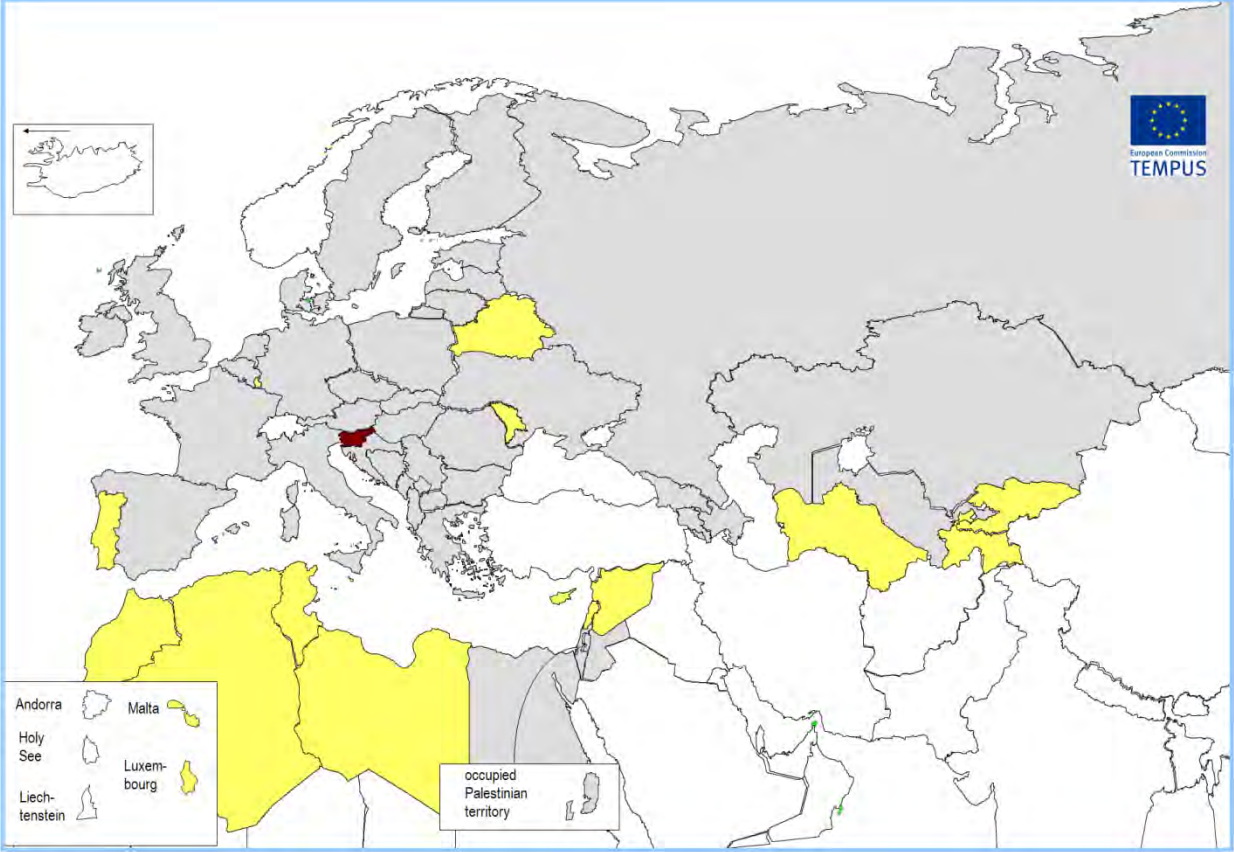 European Commission
TEMPUS
Andorra
Malta
Holy
See
Luxem-
bourg
Liech-
tenstein
occupied
Palestinian
territory